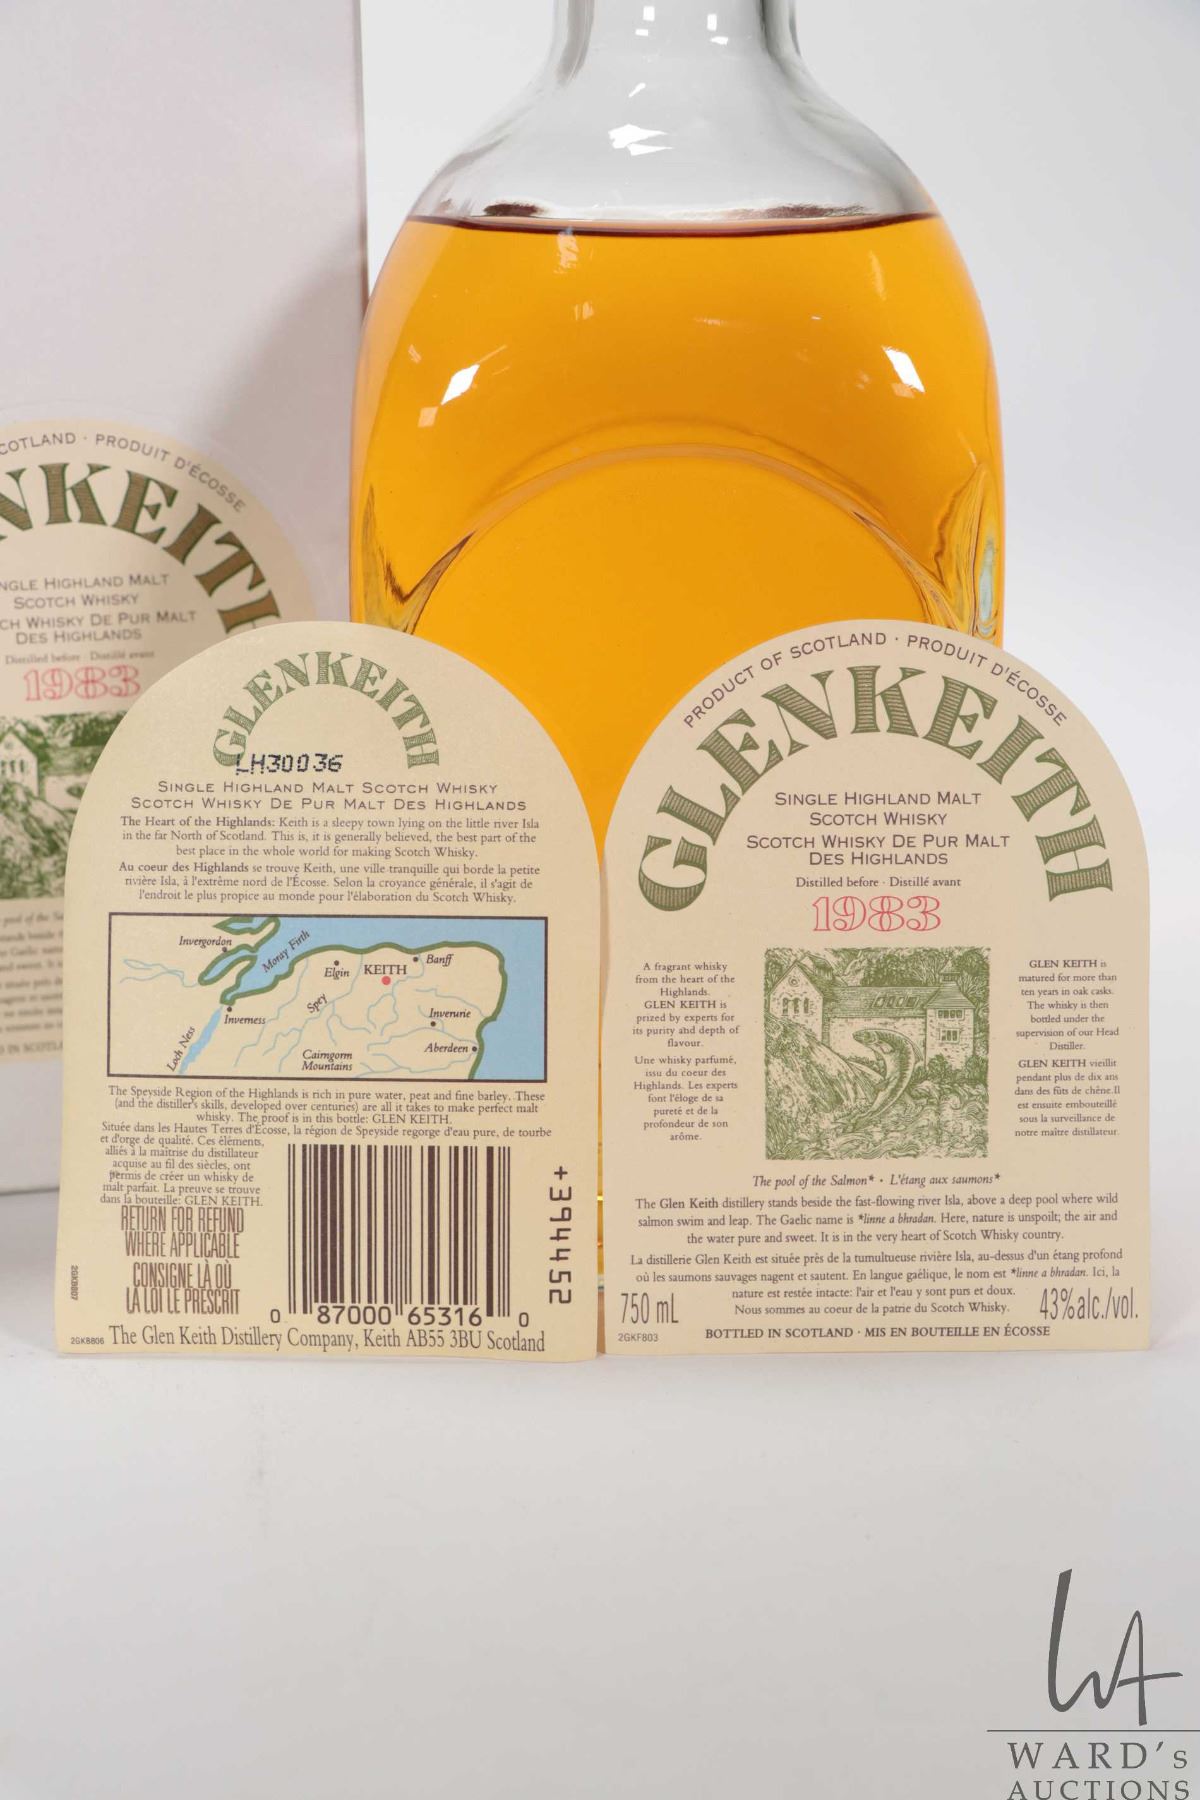 SCOTLAND · PRODUIT D'ÉCOSSE
NKEITH
SINGLE HIGHLAND MALT
SCOTCH WHISKY
SCOTCH WHISKY DE PUR MALT
DES HIGHLANDS
Distilled before · Distillé avant
1983
GLENKEITH
LH30036
SINGLE HIGHLAND MALT SCOTCH WHISKY
SCOTCH WHISKY DE PUR MALT DES HIGHLANDS
The Heart of the Highlands: Keith is a sleepy town lying on the little river Isla
in the far North of Scotland. This is, it is generally believed, the best part of the
best place in the whole world for making Scotch Whisky.
Au coeur des Highlands se trouve Keith, une ville tranquille qui borde la petite
rivière Isla, à l'extrême nord de l'Écosse. Selon la croyance générale, il s'agit de
l'endroit le plus propice au monde pour l'élaboration du Scotch Whisky.
Invergordon
Moray Firth
Elgin
KEITH
Banff
Spey
Inverness
Inverurie
Loch Ness
Cairngorm
Mountains
Aberdeen
The Speyside Region of the Highlands is rich in pure water, peat and fine barley. These
(and the distiller's skills, developed over centuries) are all it takes to make perfect malt
whisky. The proof is in this bottle: GLEN KEITH.
Située dans les Hautes Terres d'Écosse, la région de Speyside regorge d'eau pure, de tourbe
et d'orge de qualité. Ces éléments,
alliés à la maîtrise du distillateur
acquise au fil des siècles, ont
permis de créer un whisky de
malt parfait. La preuve se trouve
dans la bouteille: GLEN KEITH.
RETURN FOR REFUND
WHERE APPLICABLE
CONSIGNE LÀ OÙ
LA LOI LE PRESCRIT
0 87000 65316 0
+394452
2GKB807
2GKB806 The Glen Keith Distillery Company, Keith AB55 3BU Scotland
PRODUCT OF SCOTLAND · PRODUIT D'ÉCOSSE
GLENKEITH
SINGLE HIGHLAND MALT
SCOTCH WHISKY
SCOTCH WHISKY DE PUR MALT
DES HIGHLANDS
Distilled before · Distillé avant
1983
A fragrant whisky
from the heart of the
Highlands.
GLEN KEITH is
prized by experts for
its purity and depth of
flavour.
Une whisky parfumé,
issu du coeur des
Highlands. Les experts
font l'éloge de sa
pureté et de la
profondeur de son
arôme.
GLEN KEITH is
matured for more than
ten years in oak casks.
The whisky is then
bottled under the
supervision of our Head
Distiller.
GLEN KEITH vieillit
pendant plus de dix ans
dans des fûts de chêne.Il
est ensuite embouteillé
sous la surveillance de
notre maître distillateur.
The pool of the Salmon* · L'étang aux saumons*
The Glen Keith distillery stands beside the fast-flowing river Isla, above a deep pool where wild
salmon swim and leap. The Gaelic name is *linne a bhradan. Here, nature is unspoilt; the air and
the water pure and sweet. It is in the very heart of Scotch Whisky country.
La distillerie Glen Keith est située près de la tumultueuse rivière Isla, au-dessus d'un étang profond
où les saumons sauvages nagent et sautent. En langue gaélique, le nom est *linne a bhradan. Ici, la
nature est restée intacte: l'air et l'eau y sont purs et doux.
Nous sommes au coeur de la patrie du Scotch Whisky.
750 mL
43%alc./vol.
2GKF803
BOTTLED IN SCOTLAND · MIS EN BOUTEILLE EN ÉCOSSE
WA
WARD's
AUCTIONS